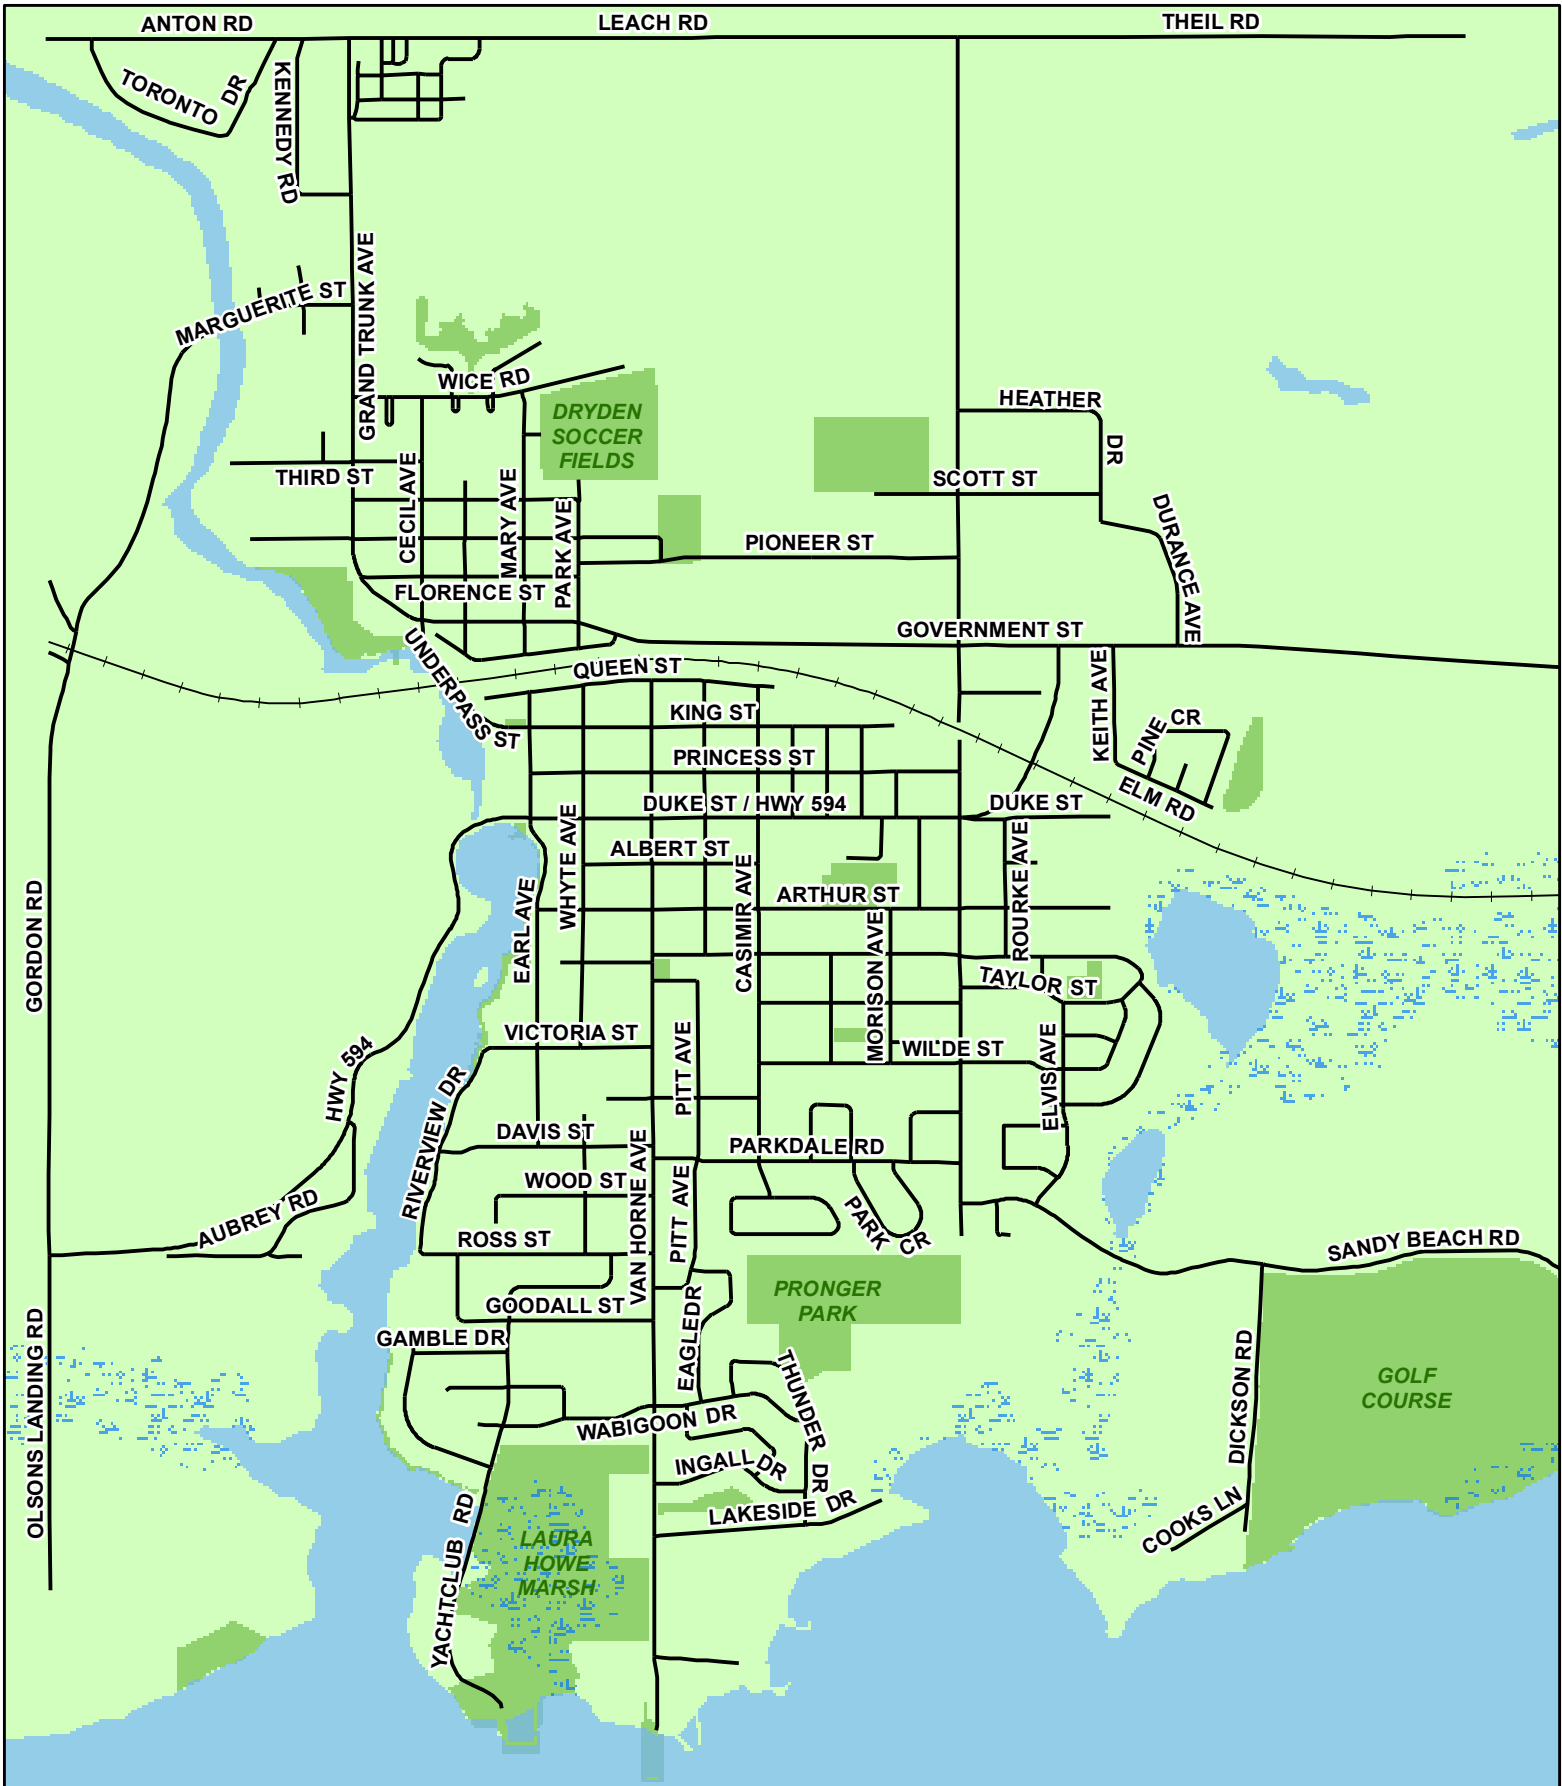 ANTON RD
LEACH RD
THEIL RD
TORONTO DR
KENNEDY RD
GRAND TRUNK AVE
MARGUERITE ST
WICE RD
DRYDEN
SOCCER
FIELDS
HEATHER DR
THIRD ST
CECIL AVE
MARY AVE
PARK AVE
SCOTT ST
DURANCE AVE
PIONEER ST
FLORENCE ST
GOVERNMENT ST
UNDERPASS ST
QUEEN ST
KEITH AVE
KING ST
PINE CR
PRINCESS ST
ELM RD
DUKE ST / HWY 594
DUKE ST
WHYTE AVE
ALBERT ST
ROURKE AVE
CASIMIR AVE
ARTHUR ST
EARL AVE
GORDON RD
MORISON AVE
TAYLOR ST
VICTORIA ST
PITT AVE
WILDE ST
ELVIS AVE
HWY 594
RIVERVIEW DR
DAVIS ST
PARKDALE RD
VAN HORNE AVE
WOOD ST
PITT AVE
PARK CR
AUBREY RD
ROSS ST
SANDY BEACH RD
PRONGER
PARK
EAGLEDR
GOODALL ST
GAMBLE DR
OLSONS LANDING RD
THUNDER DR
DICKSON RD
GOLF
COURSE
WABIGOON DR
INGALL DR
LAKESIDE DR
COOKS LN
YACHTCLUB RD
LAURA
HOWE
MARSH